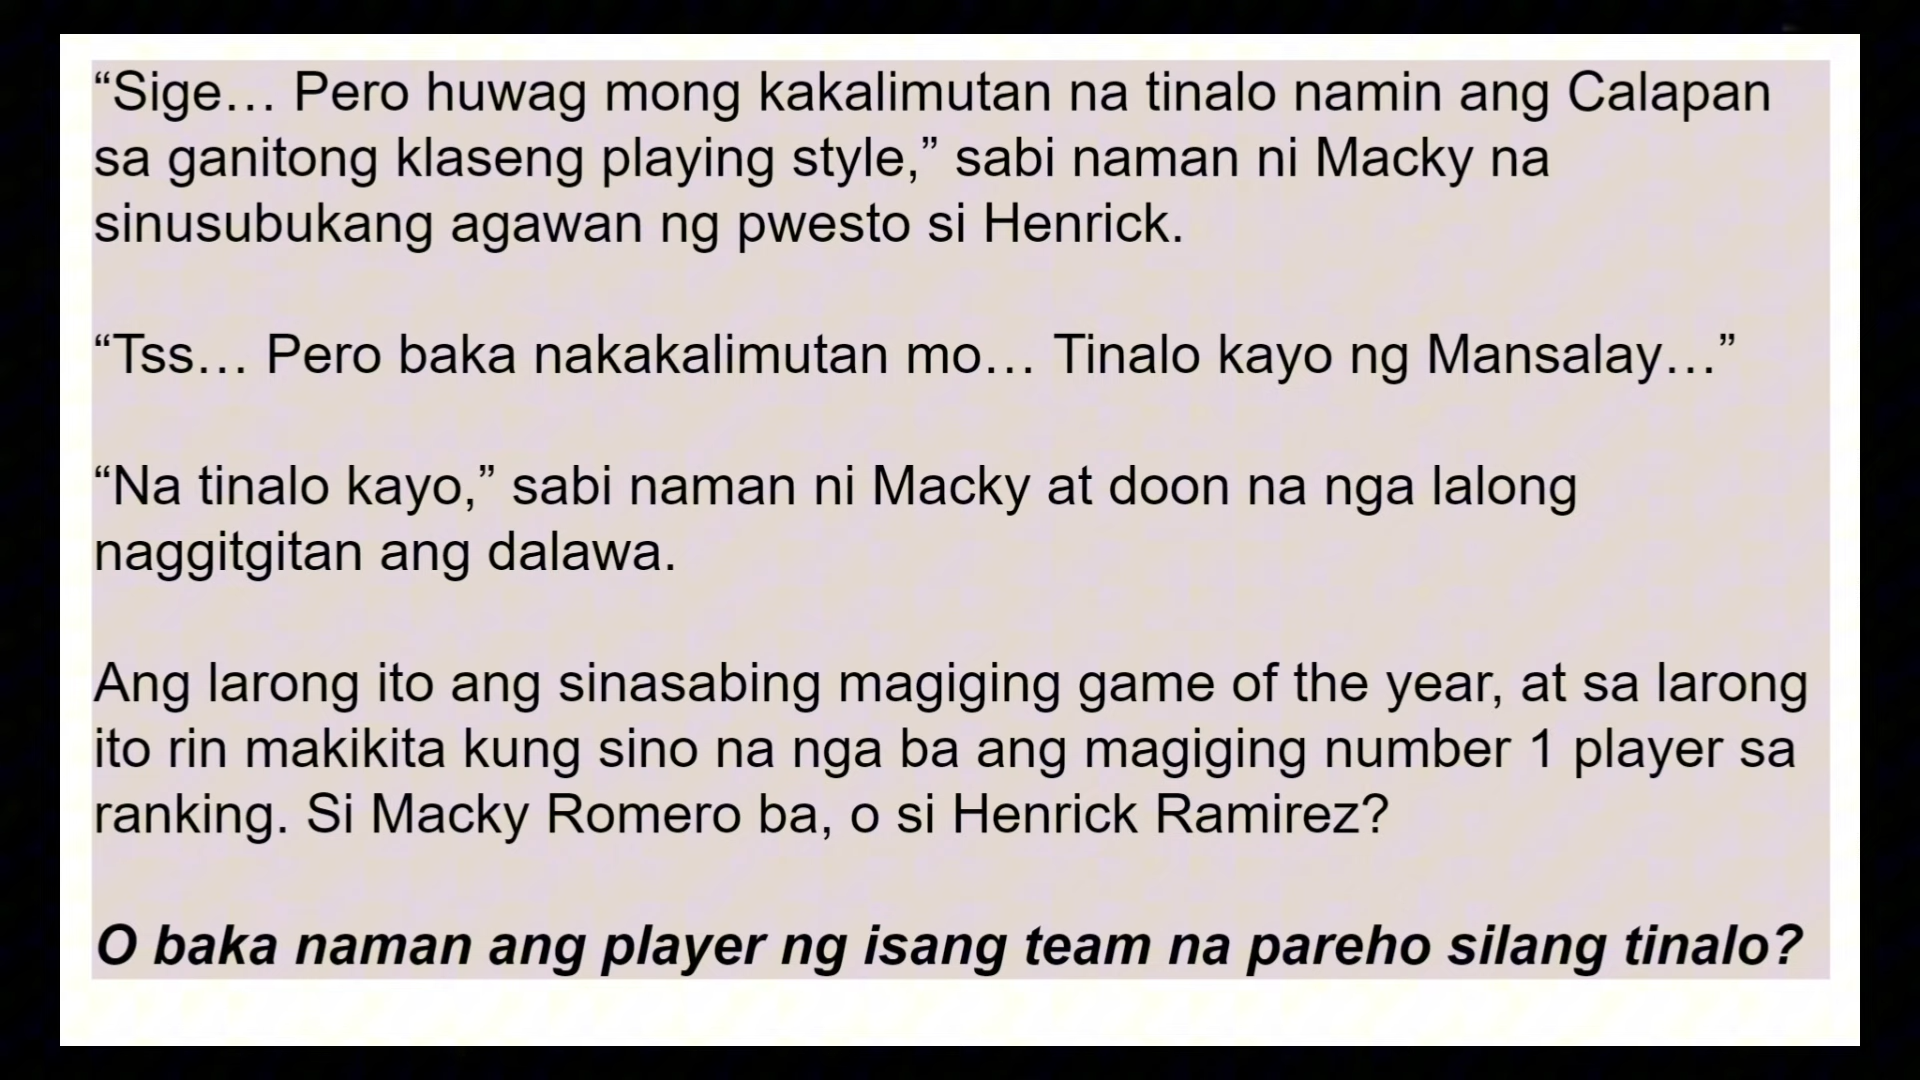 “Sige… Pero huwag mong kakalimutan na tinalo namin ang Calapan
sa ganitong klaseng playing style,” sabi naman ni Macky na
sinusubukang agawan ng pwesto si Henrick.
“Tss… Pero baka nakakalimutan mo… Tinalo kayo ng Mansalay…”
“Na tinalo kayo,” sabi naman ni Macky at doon na nga lalong
naggitgitan ang dalawa.
Ang larong ito ang sinasabing magiging game of the year, at sa larong
ito rin makikita kung sino na nga ba ang magiging number 1 player sa
ranking. Si Macky Romero ba, o si Henrick Ramirez?
O baka naman ang player ng isang team na pareho silang tinalo?